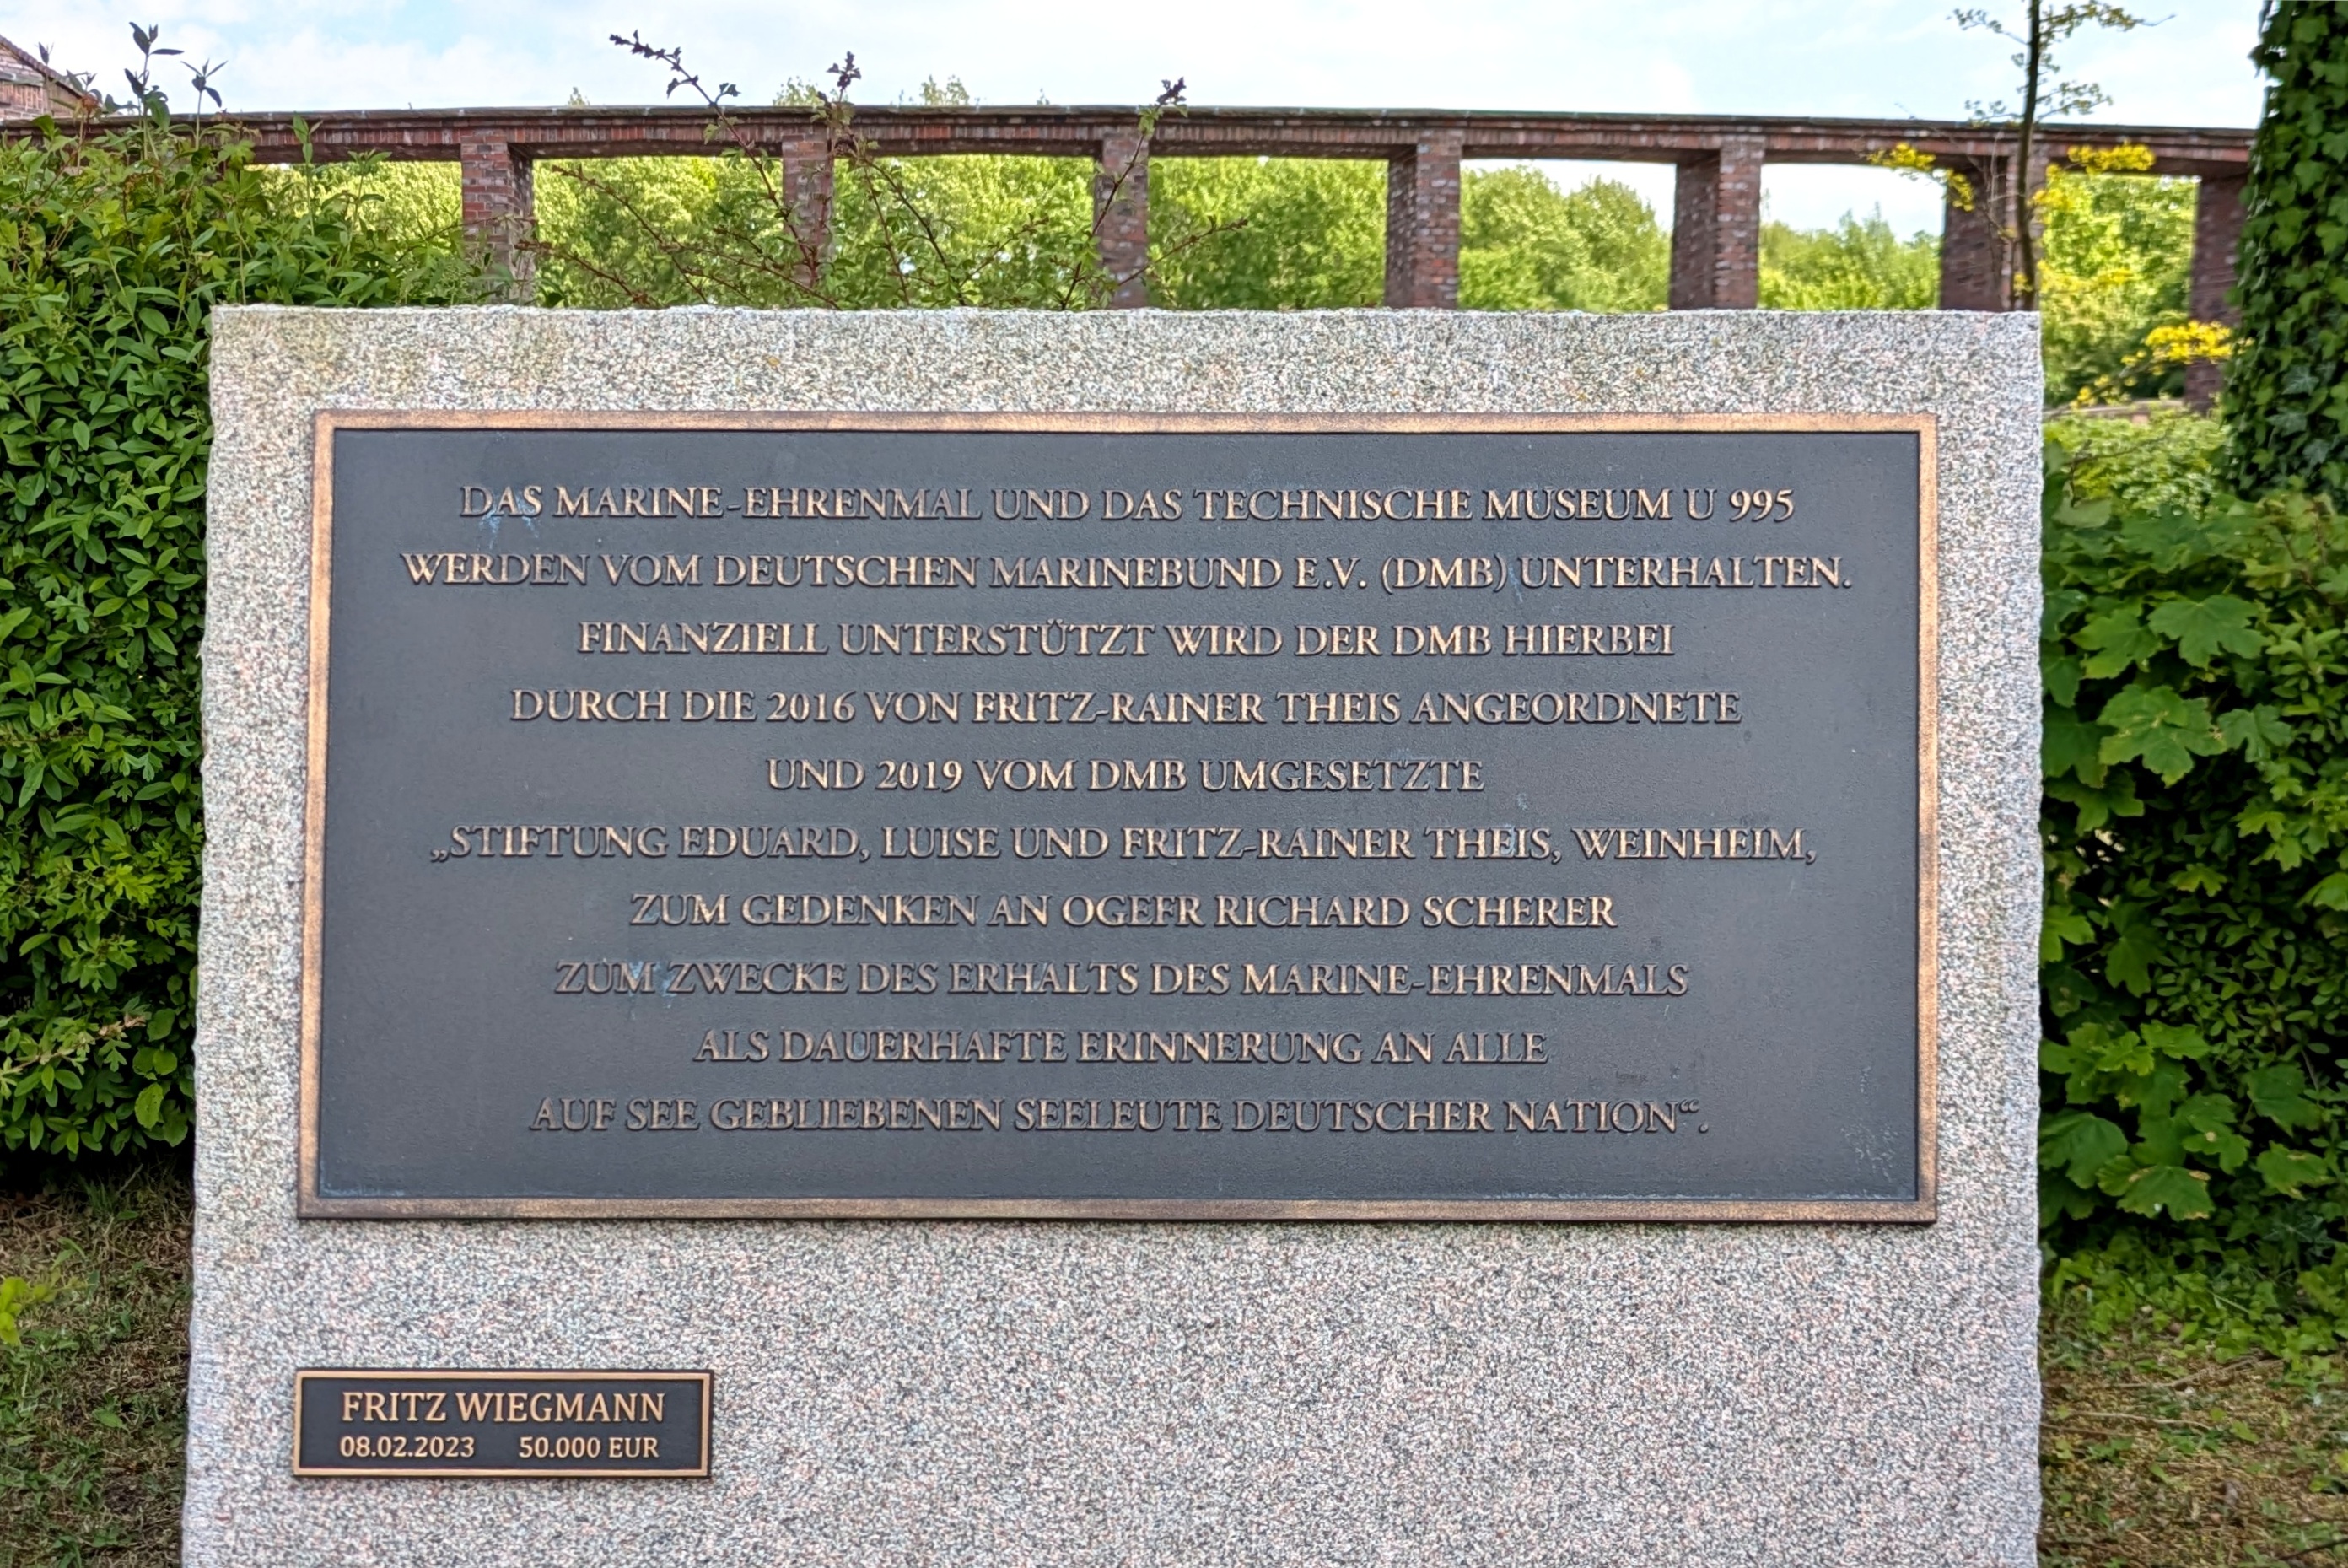 DAS MARINE-EHRENMAL UND DAS TECHNISCHE MUSEUM U 995
WERDEN VOM DEUTSCHEN MARINEBUND E.V. (DMB) UNTERHALTEN.
FINANZIELL UNTERSTÜTZT WIRD DER DMB HIERBEI
DURCH DIE 2016 VON FRITZ-RAINER THEIS ANGEORDNETE
UND 2019 VOM DMB UMGESETZTE
„STIFTUNG EDUARD, LUISE UND FRITZ-RAINER THEIS, WEINHEIM,
ZUM GEDENKEN AN OGEFR RICHARD SCHERER
ZUM ZWECKE DES ERHALTS DES MARINE-EHRENMALS
ALS DAUERHAFTE ERINNERUNG AN ALLE
AUF SEE GEBLIEBENEN SEELEUTE DEUTSCHER NATION“.
FRITZ WIEGMANN
08.02.2023 50.000 EUR